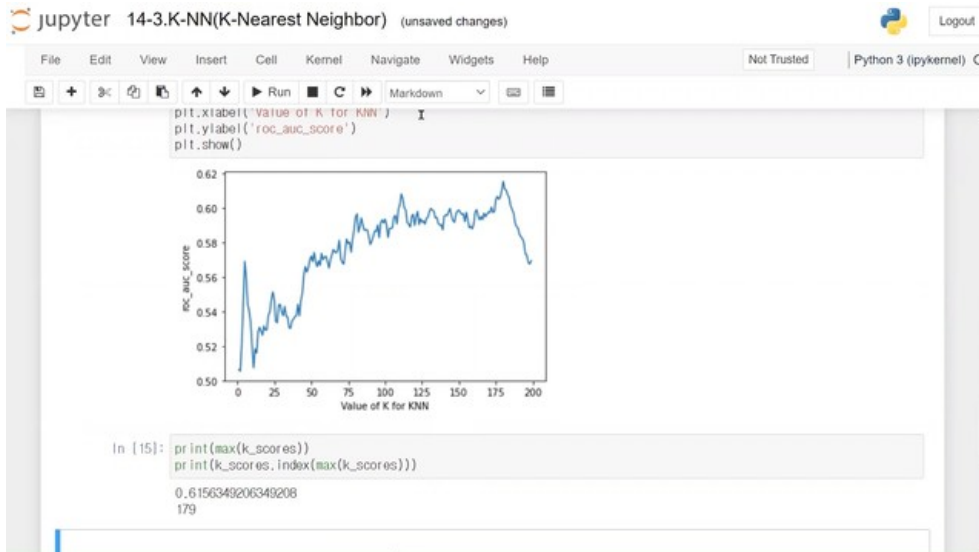 jupyter 14-3.K-NN(K-Nearest Neighbor) (unsaved changes) Logout
File Edit View Insert Cell Kernel Navigate Widgets Help Not Trusted Python 3 (ipykernel)
Run Markdown
plt.xlabel('Value of K for KNN')
plt.ylabel('roc_auc_score')
plt.show()
0.62
0.60
0.58
0.56
0.54
0.52
0.50
roc_auc_score
0 25 50 75 100 125 150 175 200
Value of K for KNN
In [15]: print(max(k_scores))
print(k_scores.index(max(k_scores)))
0.6156349206349208
179